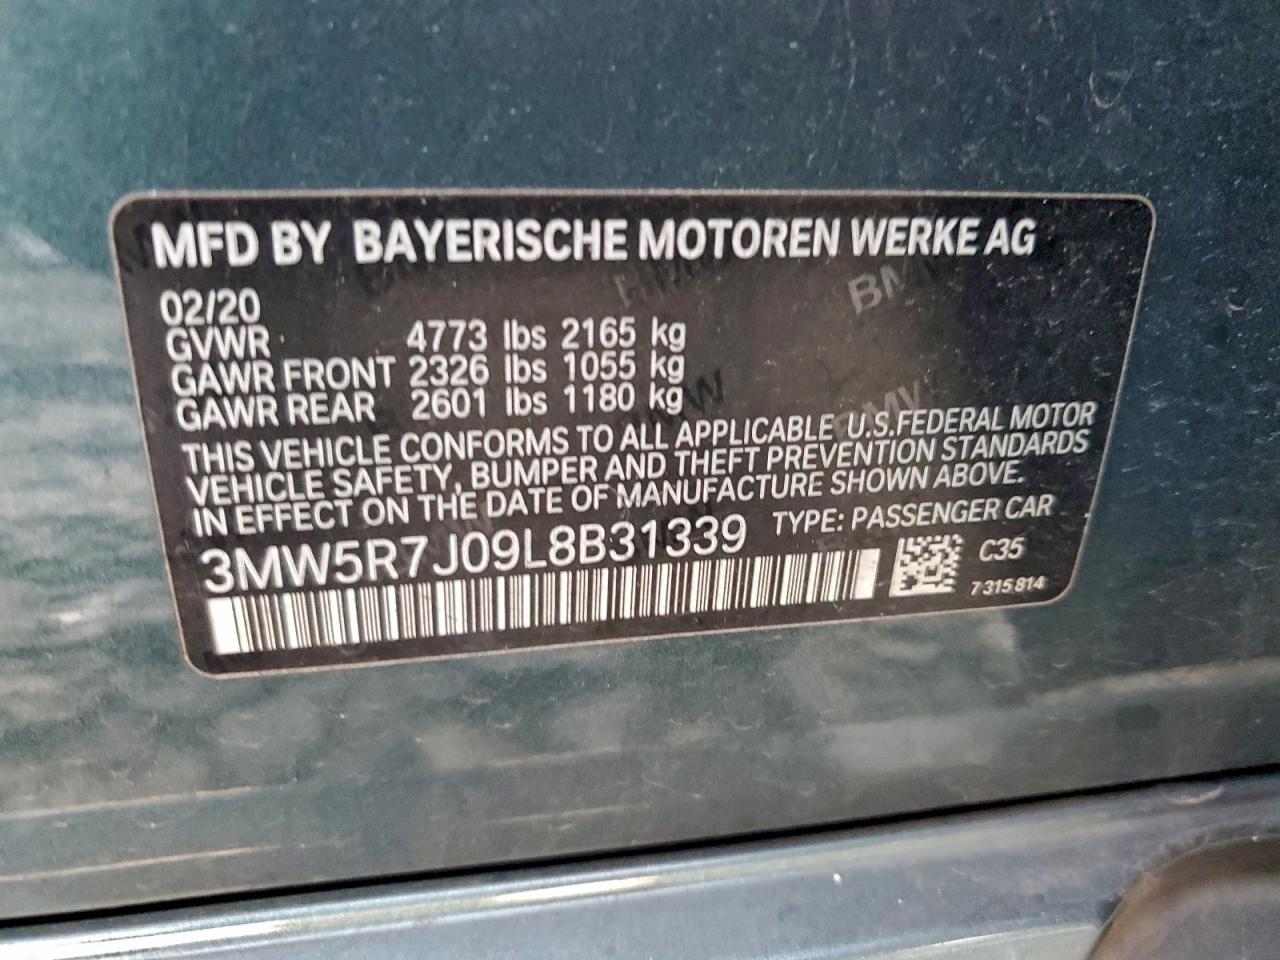 MFD BY BAYERISCHE MOTOREN WERKE AG
02/20
GVWR 4773 lbs 2165 kg
GAWR FRONT 2326 lbs 1055 kg
GAWR REAR 2601 lbs 1180 kg
THIS VEHICLE CONFORMS TO ALL APPLICABLE U.S.FEDERAL MOTOR
VEHICLE SAFETY, BUMPER AND THEFT PREVENTION STANDARDS
IN EFFECT ON THE DATE OF MANUFACTURE SHOWN ABOVE.
3MW5R7J09L8B31339 TYPE: PASSENGER CAR
C35
7 315 814